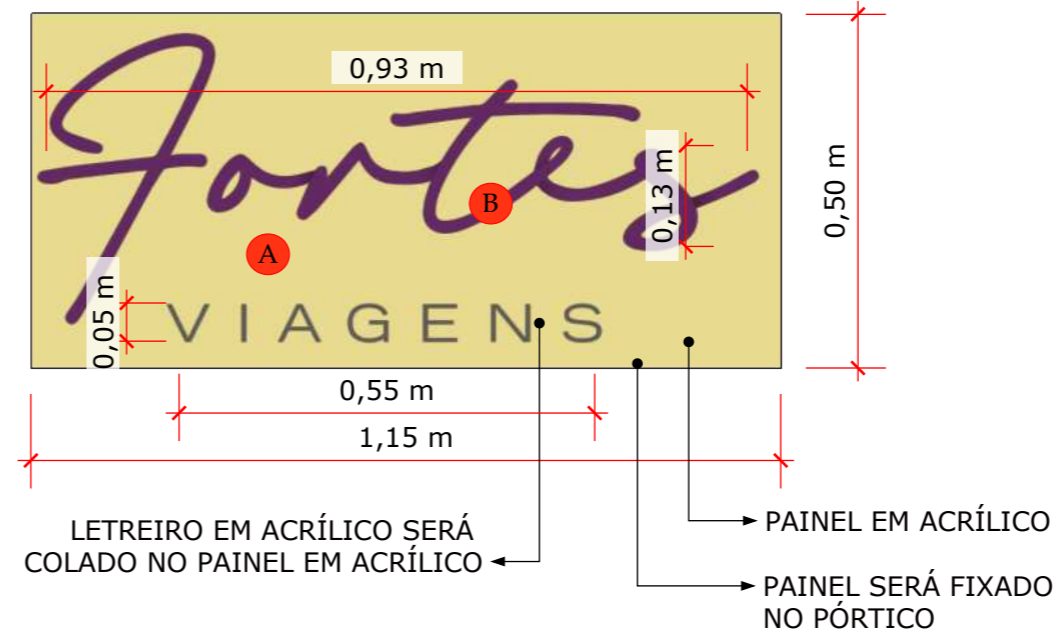 Fortes
0,93 m
0,13 m
0,50 m
B
A
0,05 m
VIAGENS
0,55 m
1,15 m
LETREIRO EM ACRÍLICO SERÁ
COLADO NO PAINEL EM ACRÍLICO
PAINEL EM ACRÍLICO
PAINEL SERÁ FIXADO
NO PÓRTICO